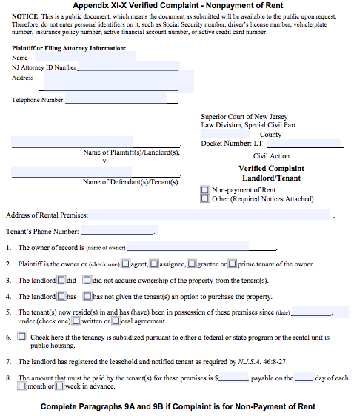 Appendix XI-X Verified Complaint - Nonpayment of Rent
NOTICE: This is a public document, which means the document as submitted will be available to the public upon request.
Therefore, do not enter personal identifiers on it, such as Social Security number, driver's license number, vehicle plate
number, insurance policy number, active financial account number, or active credit card number.
Plaintiff or Filing Attorney Information:
Name
NJ Attorney ID Number
Address
Telephone Number
Superior Court of New Jersey
Law Division, Special Civil Part
County
Docket Number: LT
Name of Plaintiff(s)/Landlord(s),
v.
Civil Action
Name of Defendant(s)/Tenant(s).
Verified Complaint
Landlord/Tenant
Non-payment of Rent
Other (Required Notices Attached)
Address of Rental Premises:
Tenant's Phone Number:
1. The owner of record is (name of owner)
2. Plaintiff is the owner or (check one) agent, assignee, grantee or prime tenant of the owner.
3. The landlord did did not acquire ownership of the property from the tenant(s).
4. The landlord has has not given the tenant(s) an option to purchase the property.
5. The tenant(s) now reside(s) in and has (have) been in possession of these premises since (date) ,
under (check one) written or oral agreement.
6. Check here if the tenancy is subsidized pursuant to either a federal or state program or the rental unit is
public housing.
7. The landlord has registered the leasehold and notified tenant as required by N.J.S.A. 46:8-27.
8. The amount that must be paid by the tenant(s) for these premises is $ , payable on the day of each
month or week in advance.
Complete Paragraphs 9A and 9B if Complaint is for Non-Payment of Rent